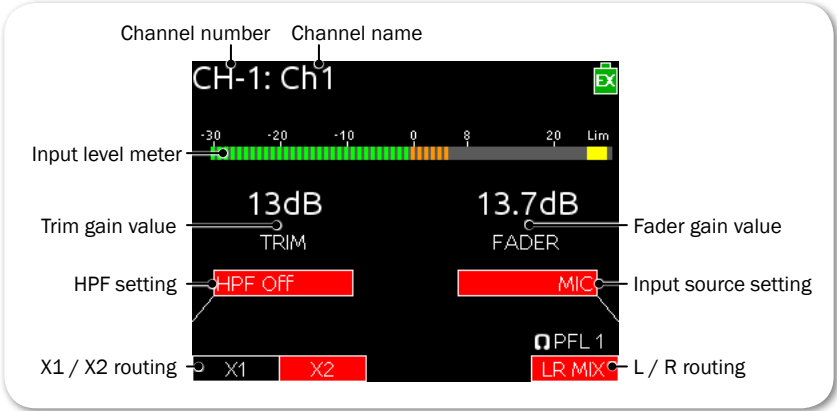 Channel number Channel name
CH-1: Ch1 EX
-30 -20 -10 0 8 20 Lim
Input level meter
13dB 13.7dB
Trim gain value Fader gain value
TRIM FADER
HPF setting HPF Off MIC Input source setting
PFL 1
X1 / X2 routing X1 X2 LR MIX L / R routing